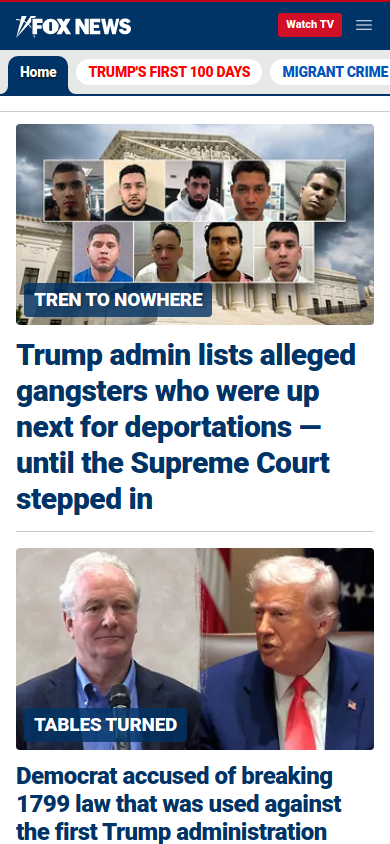 FOX NEWS
Watch TV
Home
TRUMP'S FIRST 100 DAYS
MIGRANT CRIME
TREN TO NOWHERE
Trump admin lists alleged
gangsters who were up
next for deportations —
until the Supreme Court
stepped in
TABLES TURNED
Democrat accused of breaking
1799 law that was used against
the first Trump administration